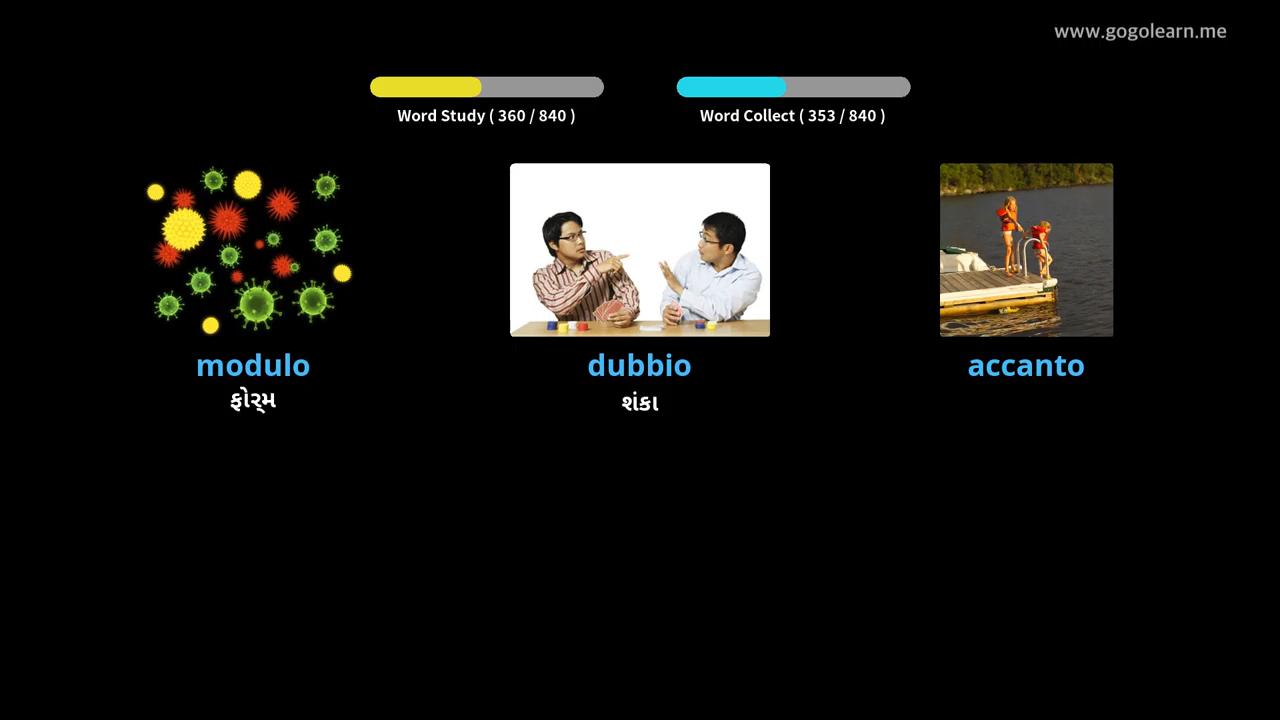 www.gogolearn.me
Word Study ( 360 / 840 )
Word Collect ( 353 / 840 )
modulo
ફોર્મ
dubbio
શંકા
accanto